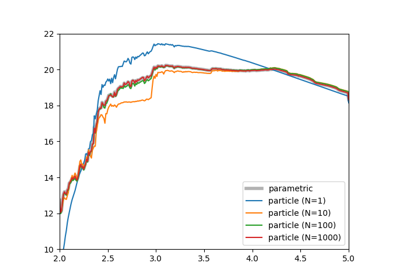 22
20
18
16
14
12
10
2.0 2.5 3.0 3.5 4.0 4.5 5.0
parametric
particle (N=1)
particle (N=10)
particle (N=100)
particle (N=1000)